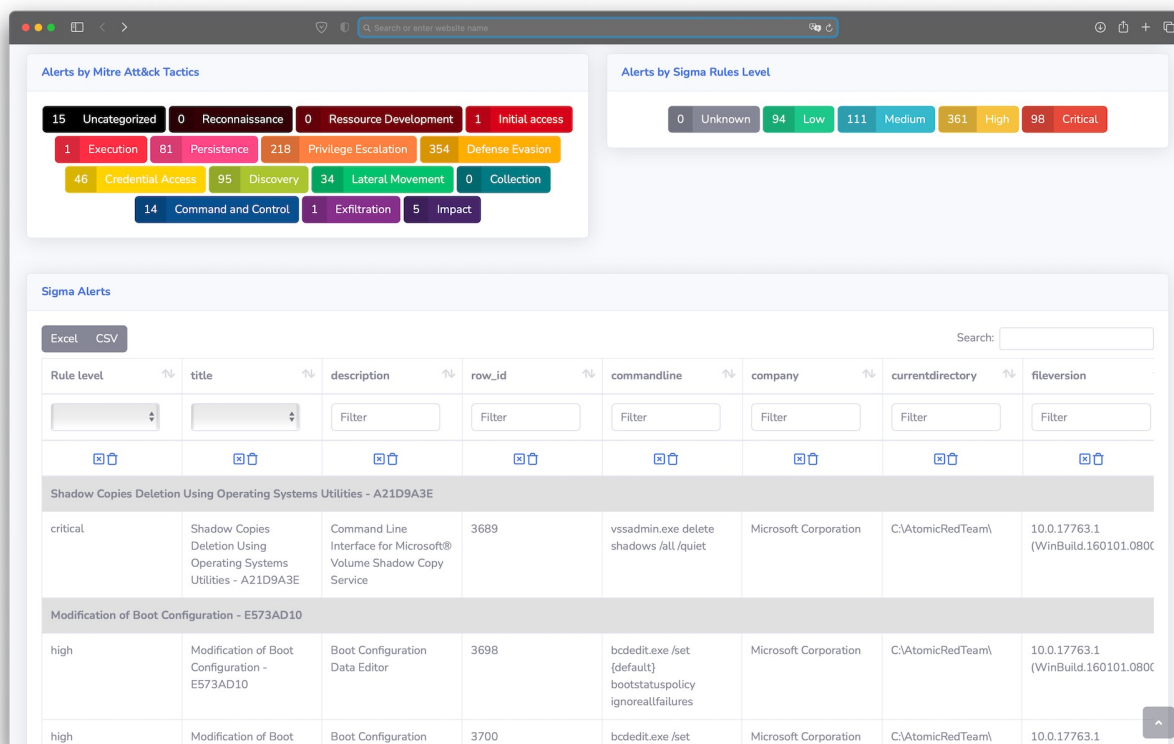 Search or enter website name
Alerts by Mitre Att&ck Tactics
15 Uncategorized 0 Reconnaissance 0 Ressource Development 1 Initial access
1 Execution 81 Persistence 218 Privilege Escalation 354 Defense Evasion
46 Credential Access 95 Discovery 34 Lateral Movement 0 Collection
14 Command and Control 1 Exfiltration 5 Impact
Alerts by Sigma Rules Level
0 Unknown 94 Low 111 Medium 361 High 98 Critical
Sigma Alerts
Excel CSV
Search:
Rule level title description row_id commandline company currentdirectory fileversion
Filter Filter Filter Filter Filter Filter
Shadow Copies Deletion Using Operating Systems Utilities - A21D9A3E
critical Shadow Copies Command Line 3689 vssadmin.exe delete Microsoft Corporation C:\AtomicRedTeam\ 10.0.17763.1
Deletion Using Interface for Microsoft® shadows /all /quiet (WinBuild.160101.0800
Operating Systems Volume Shadow Copy
Utilities - A21D9A3E Service
Modification of Boot Configuration - E573AD10
high Modification of Boot Boot Configuration 3698 bcdedit.exe /set Microsoft Corporation C:\AtomicRedTeam\ 10.0.17763.1
Configuration - Data Editor {default} (WinBuild.160101.0800
E573AD10 bootstatuspolicy
ignoreallfailures
high Modification of Boot Boot Configuration 3700 bcdedit.exe /set Microsoft Corporation C:\AtomicRedTeam\ 10.0.17763.1